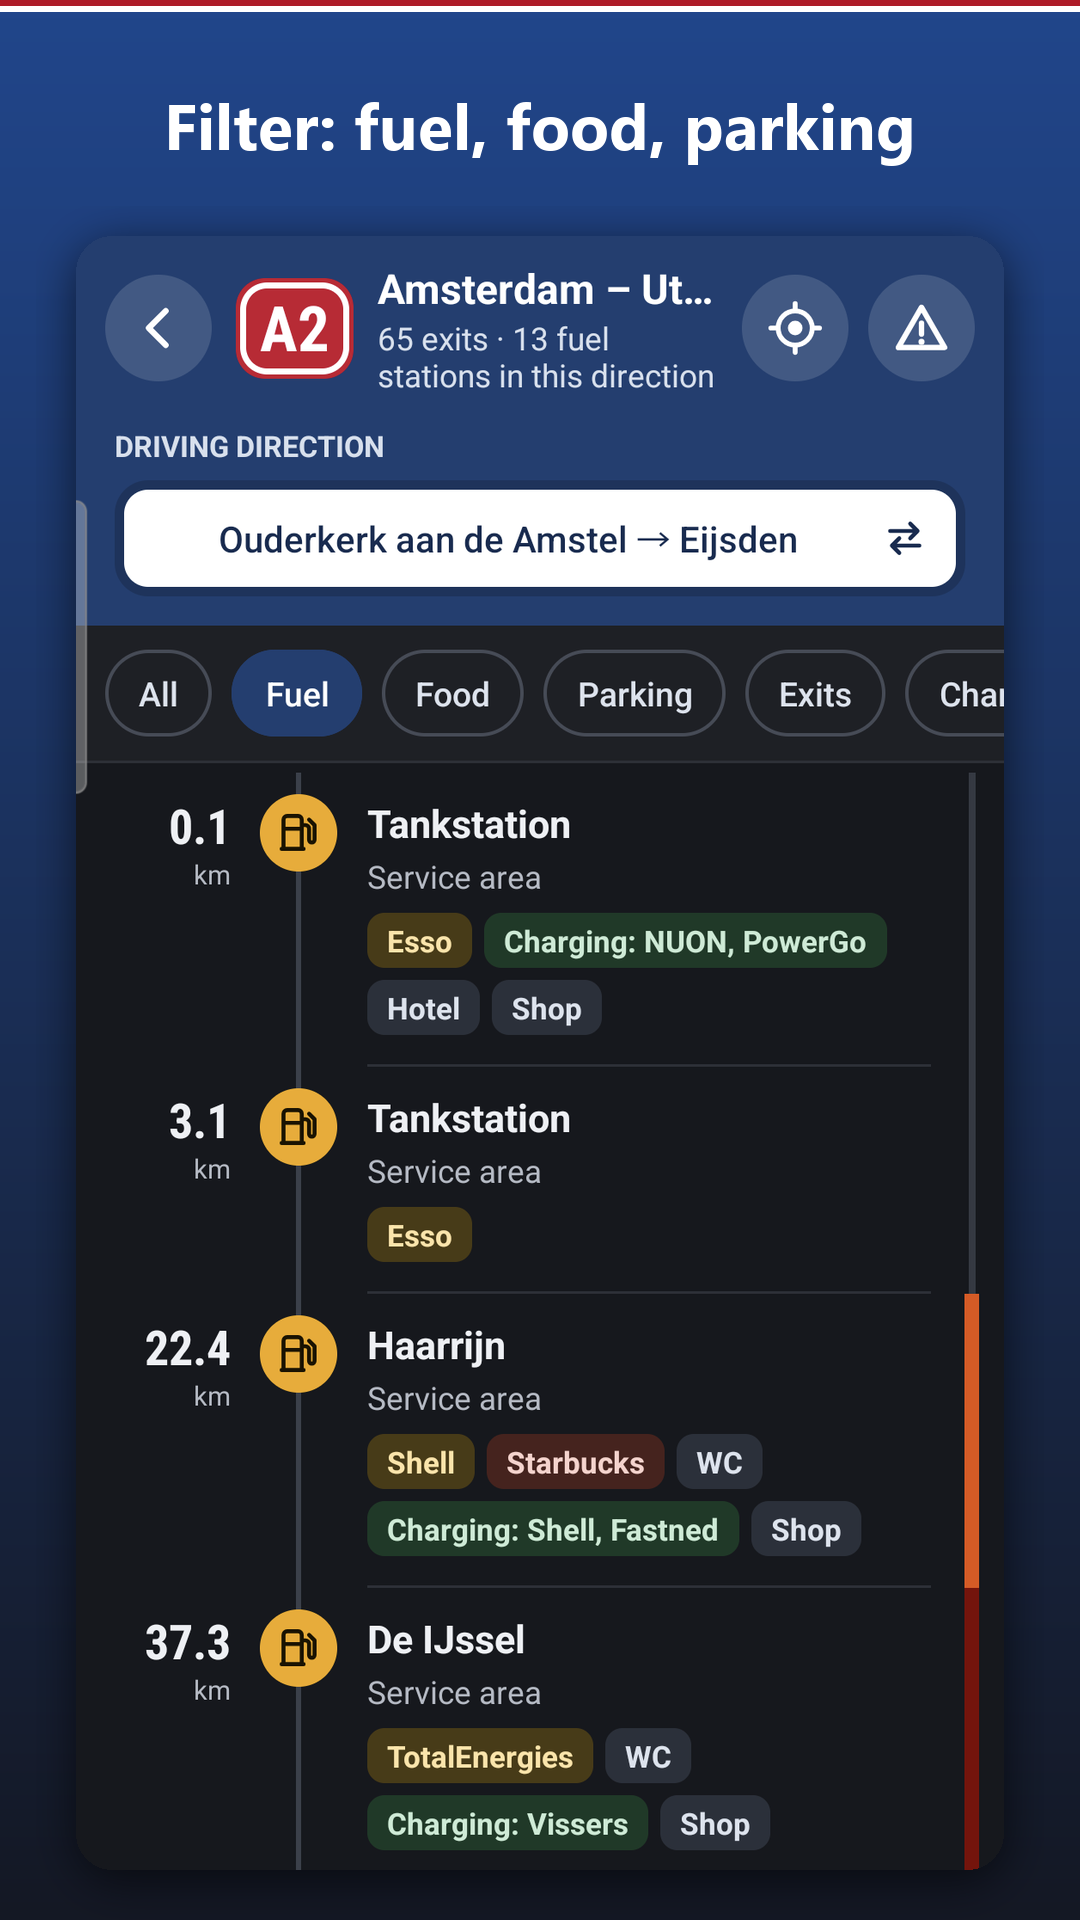 Filter: fuel, food, parking
A2
Amsterdam – Ut...
65 exits · 13 fuel
stations in this direction
DRIVING DIRECTION
Ouderkerk aan de Amstel → Eijsden
All Fuel Food Parking Exits Char
0.1 km
Tankstation
Service area
Esso Charging: NUON, PowerGo
Hotel Shop
3.1 km
Tankstation
Service area
Esso
22.4 km
Haarrijn
Service area
Shell Starbucks WC
Charging: Shell, Fastned Shop
37.3 km
De IJssel
Service area
TotalEnergies WC
Charging: Vissers Shop